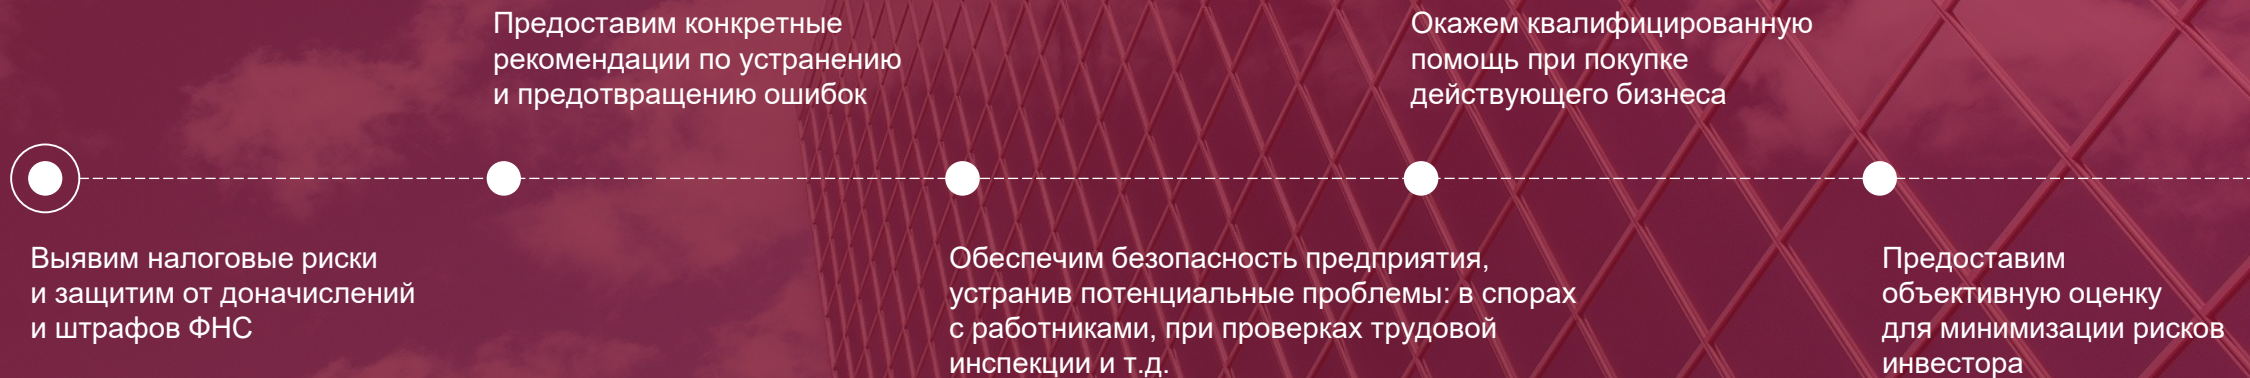 Предоставим конкретные
рекомендации по устранению
и предотвращению ошибок
Окажем квалифицированную
помощь при покупке
действующего бизнеса
Выявим налоговые риски
и защитим от доначислений
и штрафов ФНС
Обеспечим безопасность предприятия,
устранив потенциальные проблемы: в спорах
с работниками, при проверках трудовой
инспекции и т.д.
Предоставим
объективную оценку
для минимизации рисков
инвестора